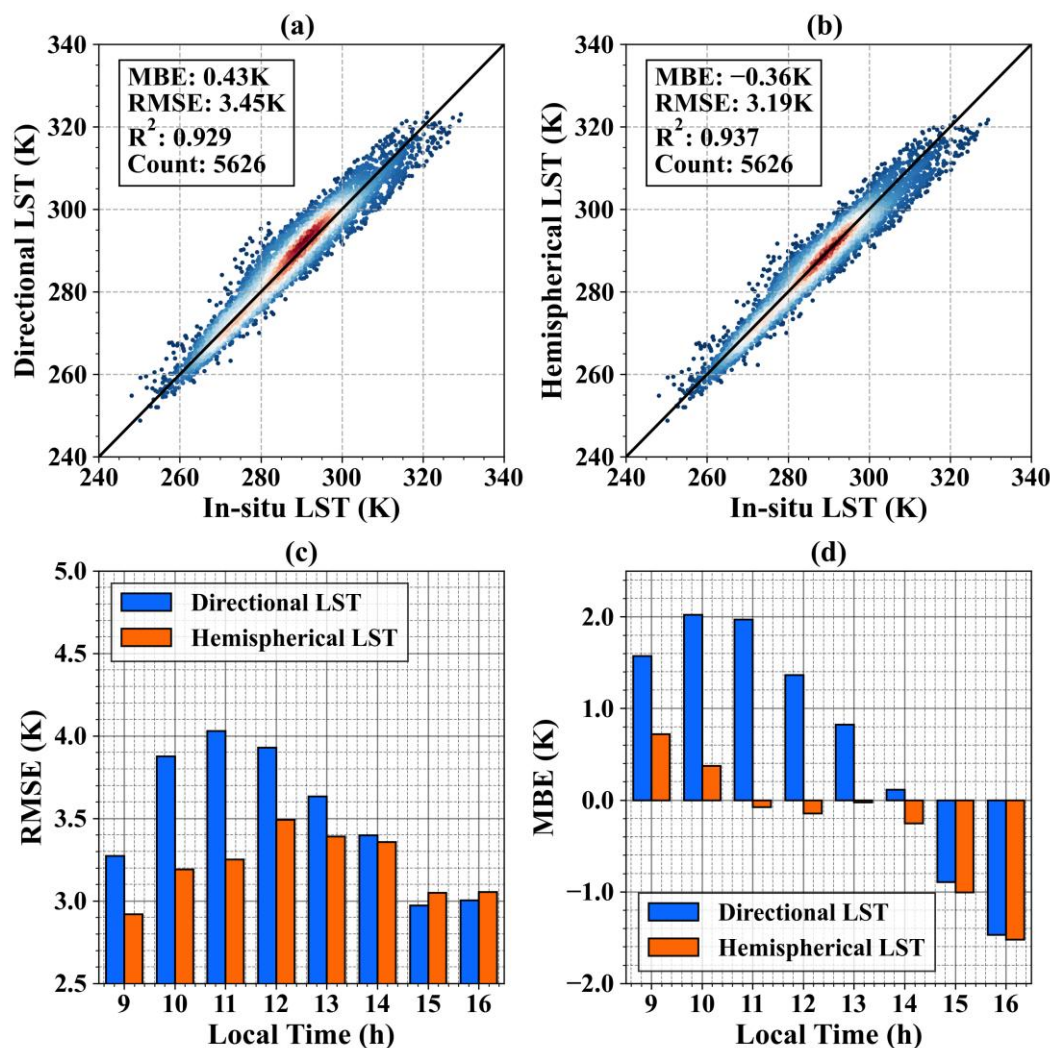 (a)
340
320
300
280
260
240
Directional LST (K)
MBE: 0.43K
RMSE: 3.45K
R²: 0.929
Count: 5626
240 260 280 300 320 340
In-situ LST (K)
(b)
340
320
300
280
260
240
Hemispherical LST (K)
MBE: −0.36K
RMSE: 3.19K
R²: 0.937
Count: 5626
240 260 280 300 320 340
In-situ LST (K)
(c)
5.0
4.5
4.0
3.5
3.0
2.5
RMSE (K)
Directional LST
Hemispherical LST
9 10 11 12 13 14 15 16
Local Time (h)
(d)
2.0
1.0
0.0
−1.0
−2.0
MBE (K)
Directional LST
Hemispherical LST
9 10 11 12 13 14 15 16
Local Time (h)